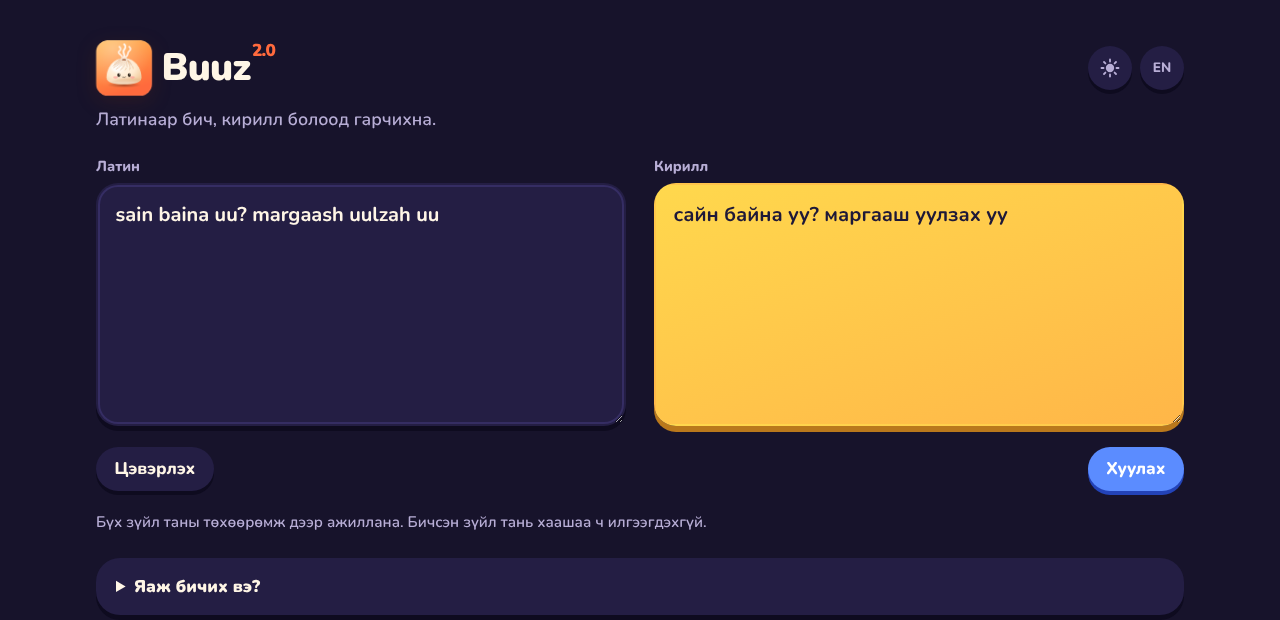 Buuz 2.0
EN
Латинаар бич, кирилл болоод гарчихна.
Латин
Кирилл
sain baina uu? margaash uulzah uu
сайн байна уу? маргааш уулзах уу
Цэвэрлэх
Хуулах
Бүх зүйл таны төхөөрөмж дээр ажиллана. Бичсэн зүйл тань хаашаа ч илгээгдэхгүй.
Яаж бичих вэ?